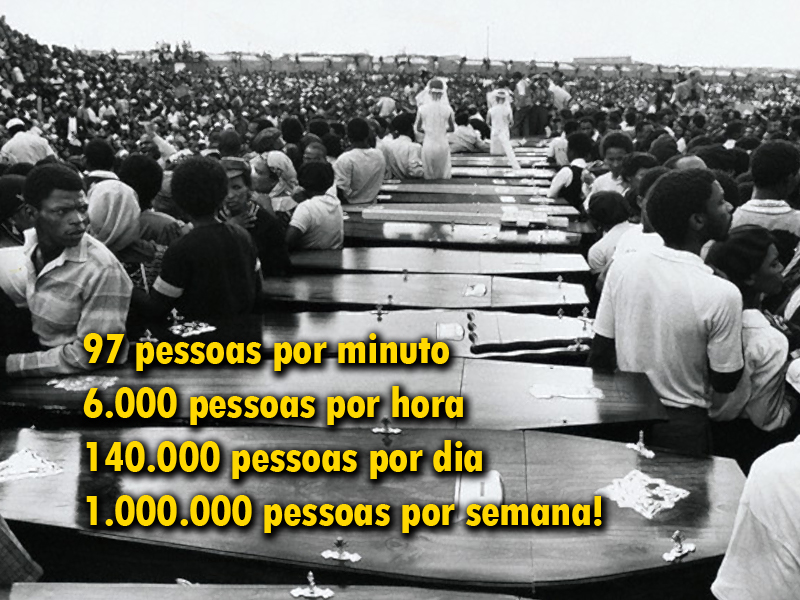 97 pessoas por minuto
6.000 pessoas por hora
140.000 pessoas por dia
1.000.000 pessoas por semana!